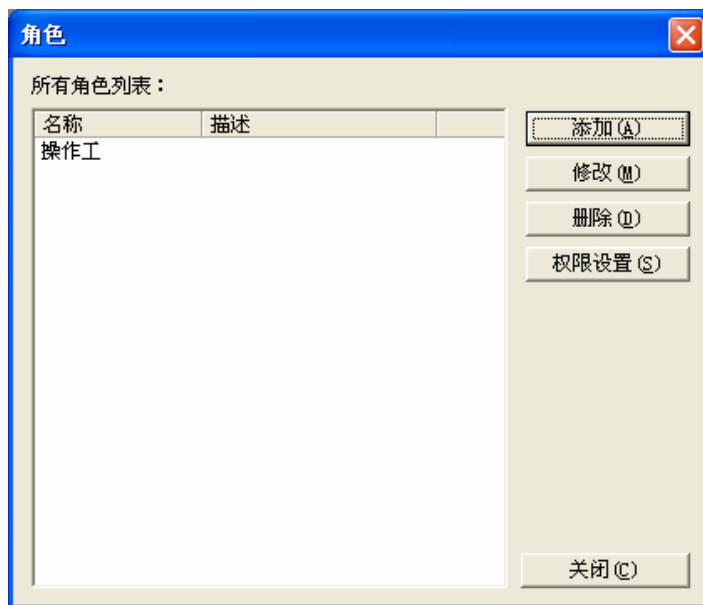 角色
所有角色列表：
名称 描述
操作工
添加(A)
修改(M)
删除(D)
权限设置(S)
关闭(C)